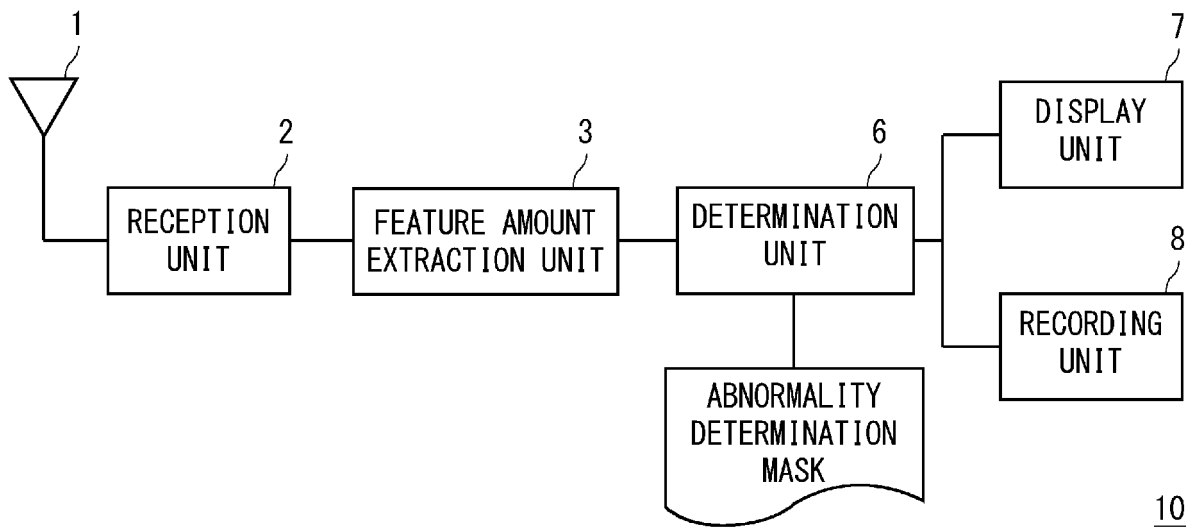 1
2
RECEPTION
UNIT
3
FEATURE AMOUNT
EXTRACTION UNIT
6
DETERMINATION
UNIT
ABNORMALITY
DETERMINATION
MASK
7
DISPLAY
UNIT
8
RECORDING
UNIT
10